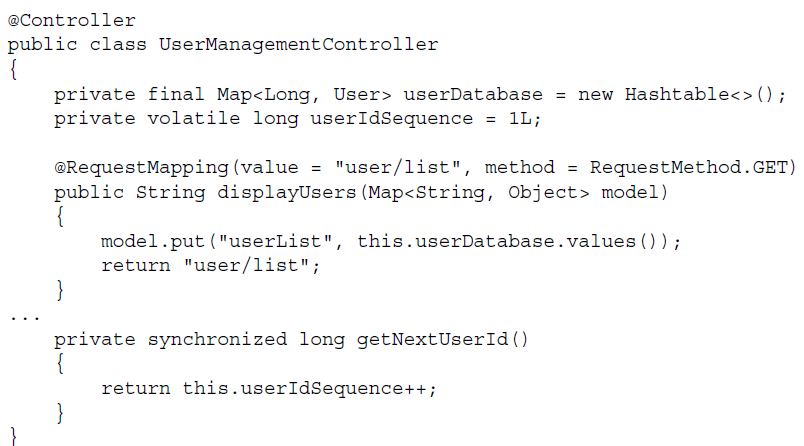 @Controller
public class UserManagementController
{
    private final Map<Long, User> userDatabase = new Hashtable<>();
    private volatile long userIdSequence = 1L;

    @RequestMapping(value = "user/list", method = RequestMethod.GET)
    public String displayUsers(Map<String, Object> model)
    {
        model.put("userList", this.userDatabase.values());
        return "user/list";
    }
...
    private synchronized long getNextUserId()
    {
        return this.userIdSequence++;
    }
}